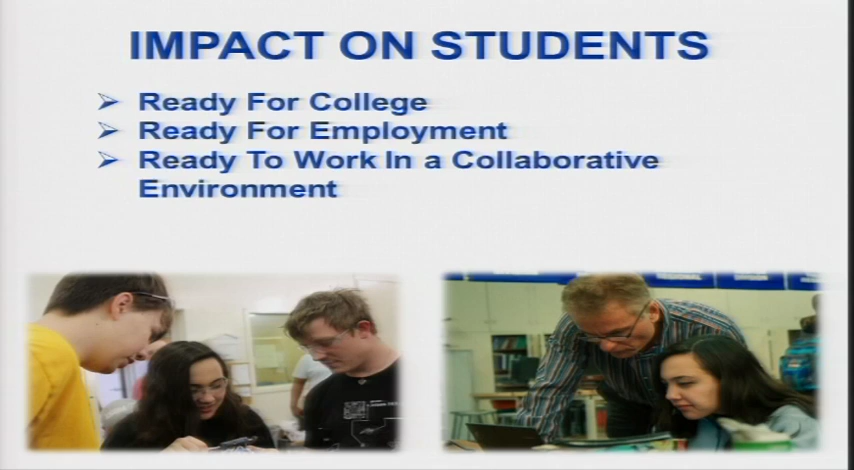 IMPACT ON STUDENTS
➢ Ready For College
➢ Ready For Employment
➢ Ready To Work In a Collaborative
Environment